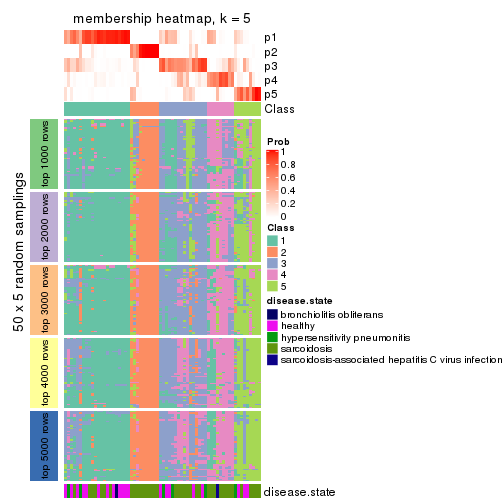 membership heatmap, k = 5
p1
p2
p3
p4
p5
Class
50 x 5 random samplings
top 1000 rows
top 2000 rows
top 3000 rows
top 4000 rows
top 5000 rows
disease.state
Prob
1
0.8
0.6
0.4
0.2
0
Class
1
2
3
4
5
disease.state
bronchiolitis obliterans
healthy
hypersensitivity pneumonitis
sarcoidosis
sarcoidosis-associated hepatitis C virus infection